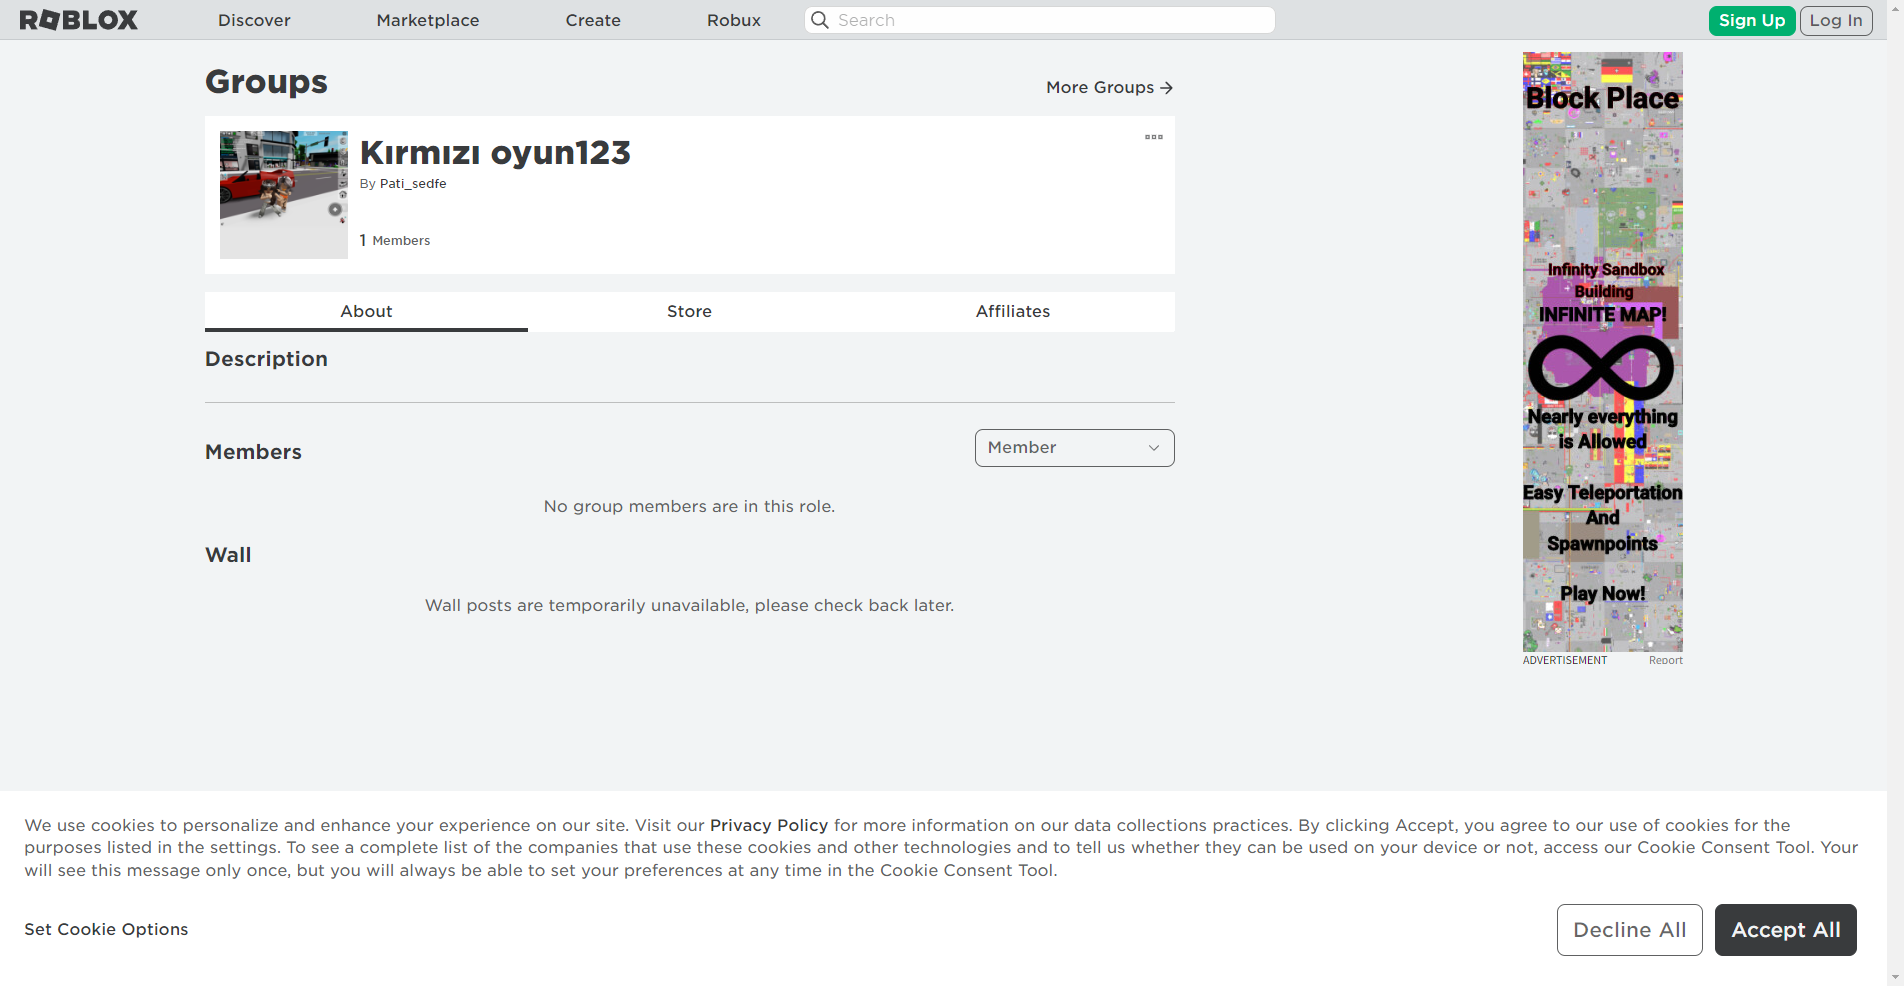 ROBLOX
Discover
Marketplace
Create
Robux
Search
Sign Up
Log In
Groups
More Groups
Kırmızı oyun123
By Pati_sedfe
1 Members
About
Store
Affiliates
Description
Members
Member
No group members are in this role.
Wall
Wall posts are temporarily unavailable, please check back later.
Block Place
Infinity Sandbox
Building
INFINITE MAP!
Nearly everything
is Allowed
Easy Teleportation
And
Spawnpoints
Play Now!
ADVERTISEMENT
Report
We use cookies to personalize and enhance your experience on our site. Visit our Privacy Policy for more information on our data collections practices. By clicking Accept, you agree to our use of cookies for the
purposes listed in the settings. To see a complete list of the companies that use these cookies and other technologies and to tell us whether they can be used on your device or not, access our Cookie Consent Tool. Your
will see this message only once, but you will always be able to set your preferences at any time in the Cookie Consent Tool.
Set Cookie Options
Decline All
Accept All